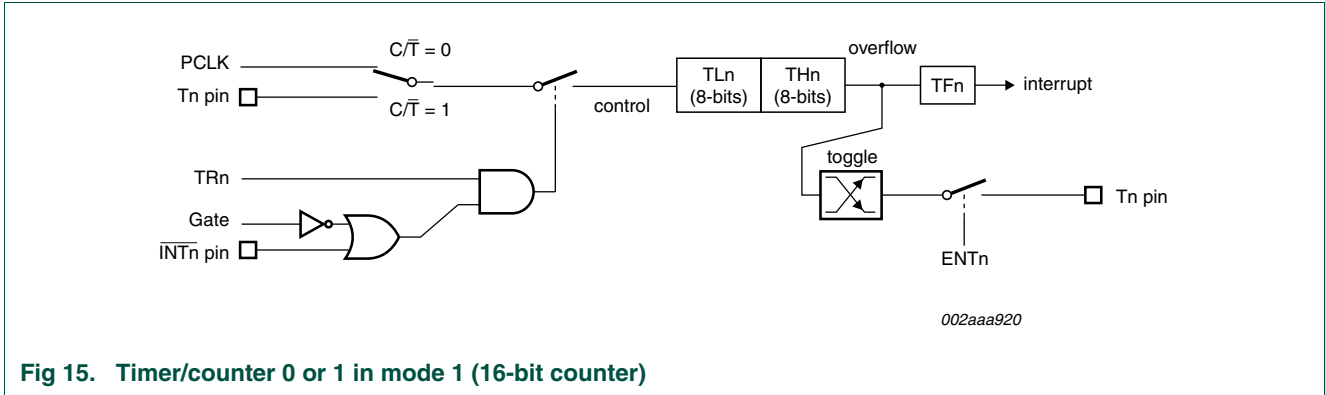 PCLK
C/T̅ = 0
Tn pin
C/T̅ = 1
control
TLn
(8-bits)
THn
(8-bits)
overflow
TFn
interrupt
toggle
Tn pin
ENTn
TRn
Gate
I̅N̅T̅n̅ pin
002aaa920
Fig 15. Timer/counter 0 or 1 in mode 1 (16-bit counter)